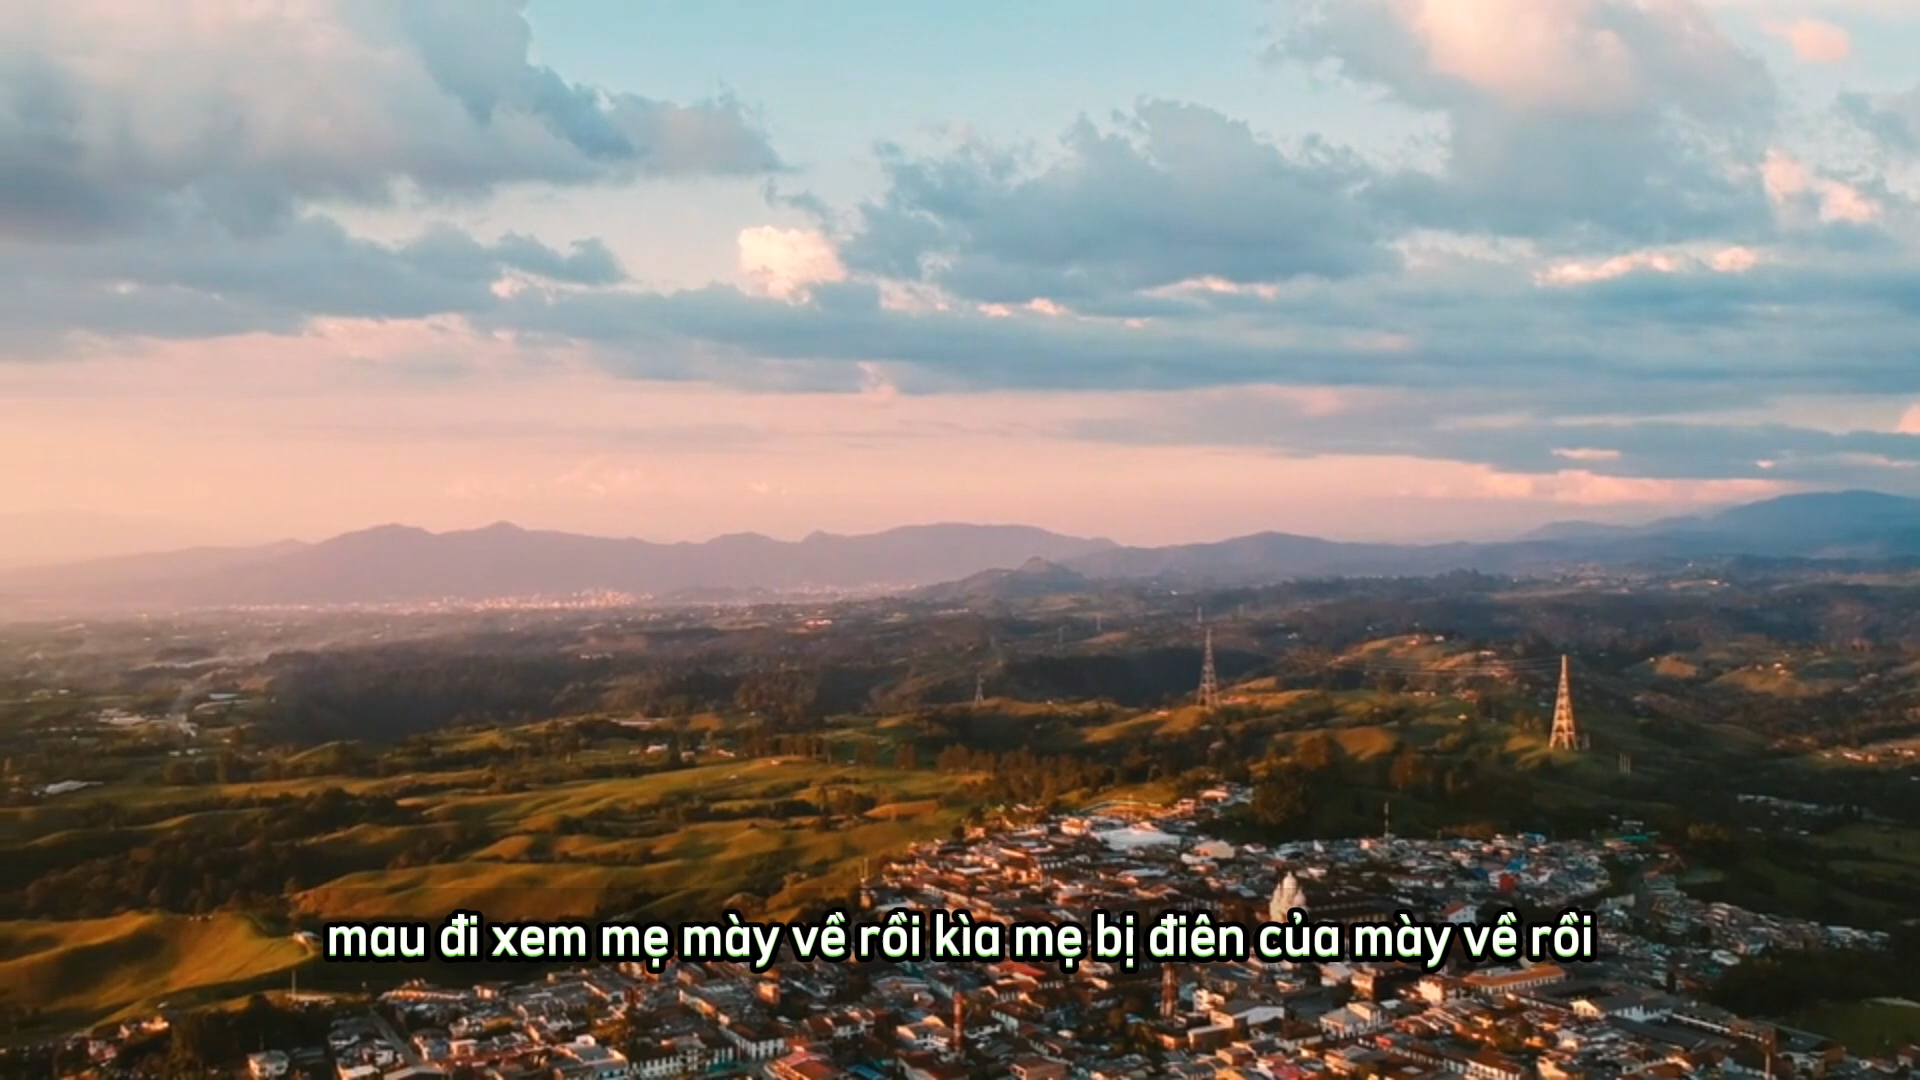 mau đi xem mẹ mày về rồi kìa mẹ bị điên của mày về rồi